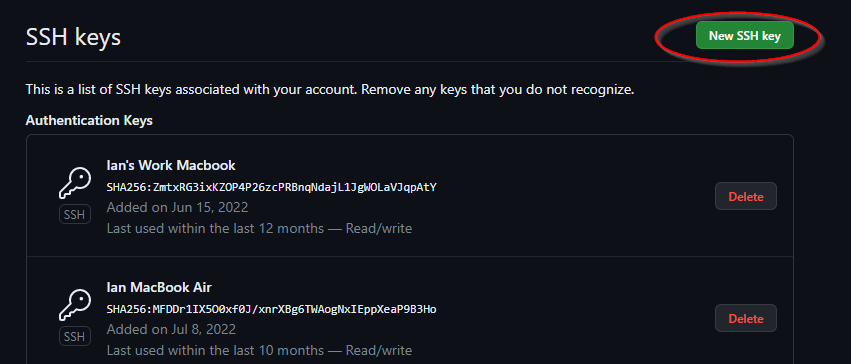 SSH keys
New SSH key
This is a list of SSH keys associated with your account. Remove any keys that you do not recognize.
Authentication Keys
Ian's Work Macbook
SHA256:ZmtxRG3ixKZOP4P26zcPRBnqNdajL1JgWOLaVJqpAtY
SSH
Added on Jun 15, 2022
Last used within the last 12 months — Read/write
Delete
Ian MacBook Air
SHA256:MFDDr1IX5O0xf0J/xnrXBg6TWAogNxIEppXeaP9B3Ho
SSH
Added on Jul 8, 2022
Last used within the last 10 months — Read/write
Delete